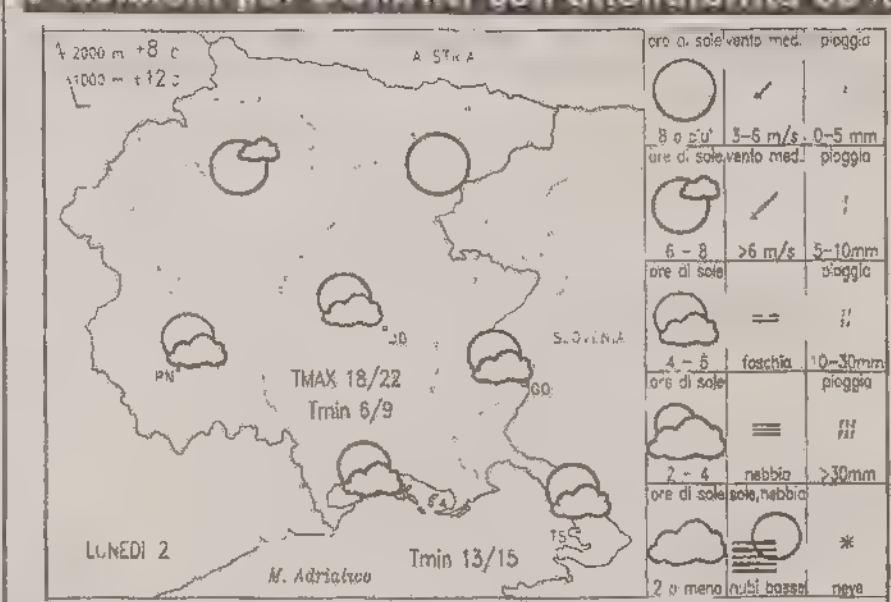 2000 m +8 c
1000 m +12 c
A STRIA
UD
PN
SLOVENIA
TMAX 18/22
Tmin 6/9
GO
TS
LUNEDI 2
M. Adriatico
Tmin 13/15
ore di sole vento med. pioggia
8 o piu' 3-6 m/s 0-5 mm
ore di sole vento med. pioggia
6 - 8 >6 m/s 5-10mm
ore di sole pioggia
4 - 6 foschia 10-30mm
ore di sole pioggia
2 - 4 nebbia >30mm
ore di sole sole, nebbia
2 o meno nubi basse neve